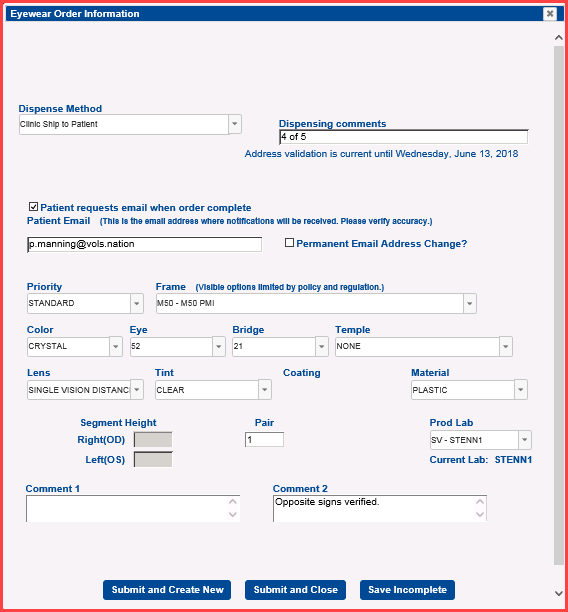 Eyewear Order Information
Dispense Method
Clinic Ship to Patient
Dispensing comments
4 of 5
Address validation is current until Wednesday, June 13, 2018
Patient requests email when order complete
Patient Email (This is the email address where notifications will be received. Please verify accuracy.)
p.manning@vols.nation
Permanent Email Address Change?
Priority Frame (Visible options limited by policy and regulation.)
STANDARD M50 - M50 PMI
Color Eye Bridge Temple
CRYSTAL 52 21 NONE
Lens Tint Coating Material
SINGLE VISION DISTANC CLEAR PLASTIC
Segment Height Pair Prod Lab
Right(OD) 1 SV - STENN1
Left(OS) Current Lab: STENN1
Comment 1 Comment 2
Opposite signs verified.
Submit and Create New Submit and Close Save Incomplete